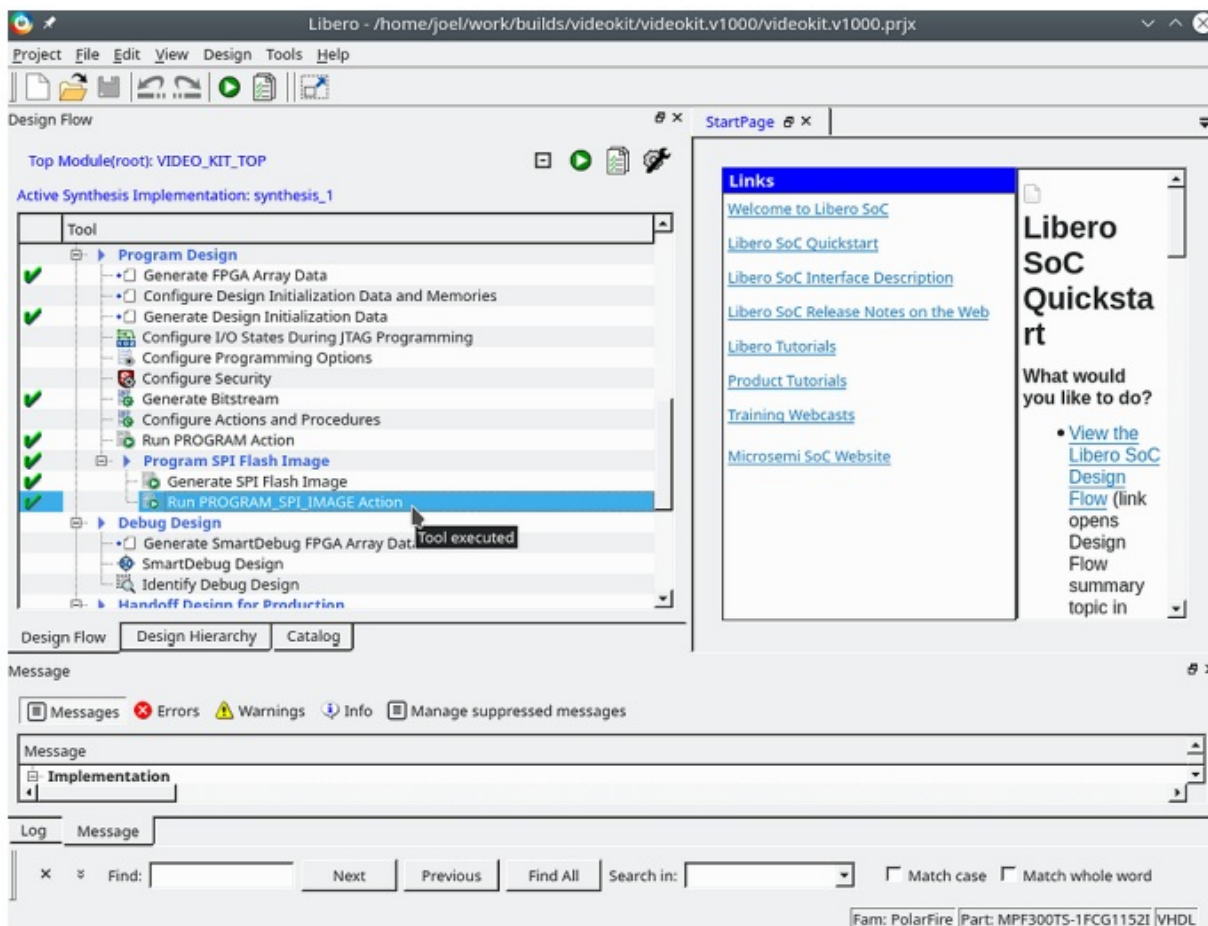 Libero - /home/joel/work/builds/videokit/videokit.v1000/videokit.v1000.prjx
Project File Edit View Design Tools Help
Design Flow
Top Module(root): VIDEO_KIT_TOP
Active Synthesis Implementation: synthesis_1
Tool
Program Design
Generate FPGA Array Data
Configure Design Initialization Data and Memories
Generate Design Initialization Data
Configure I/O States During JTAG Programming
Configure Programming Options
Configure Security
Generate Bitstream
Configure Actions and Procedures
Run PROGRAM Action
Program SPI Flash Image
Generate SPI Flash Image
Run PROGRAM_SPI_IMAGE Action
Debug Design
Generate SmartDebug FPGA Array Dat
Tool executed
SmartDebug Design
Identify Debug Design
Handoff Design for Production
Design Flow Design Hierarchy Catalog
StartPage
Links
Welcome to Libero SoC
Libero SoC Quickstart
Libero SoC Interface Description
Libero SoC Release Notes on the Web
Libero Tutorials
Product Tutorials
Training Webcasts
Microsemi SoC Website
Libero
SoC
Quicksta
rt
What would
you like to do?
• View the
Libero SoC
Design
Flow (link
opens
Design
Flow
summary
topic in
Message
Messages Errors Warnings Info Manage suppressed messages
Message
Implementation
Log Message
Find: Next Previous Find All Search in: Match case Match whole word
Fam: PolarFire Part: MPF300TS-1FCG1152I VHDL